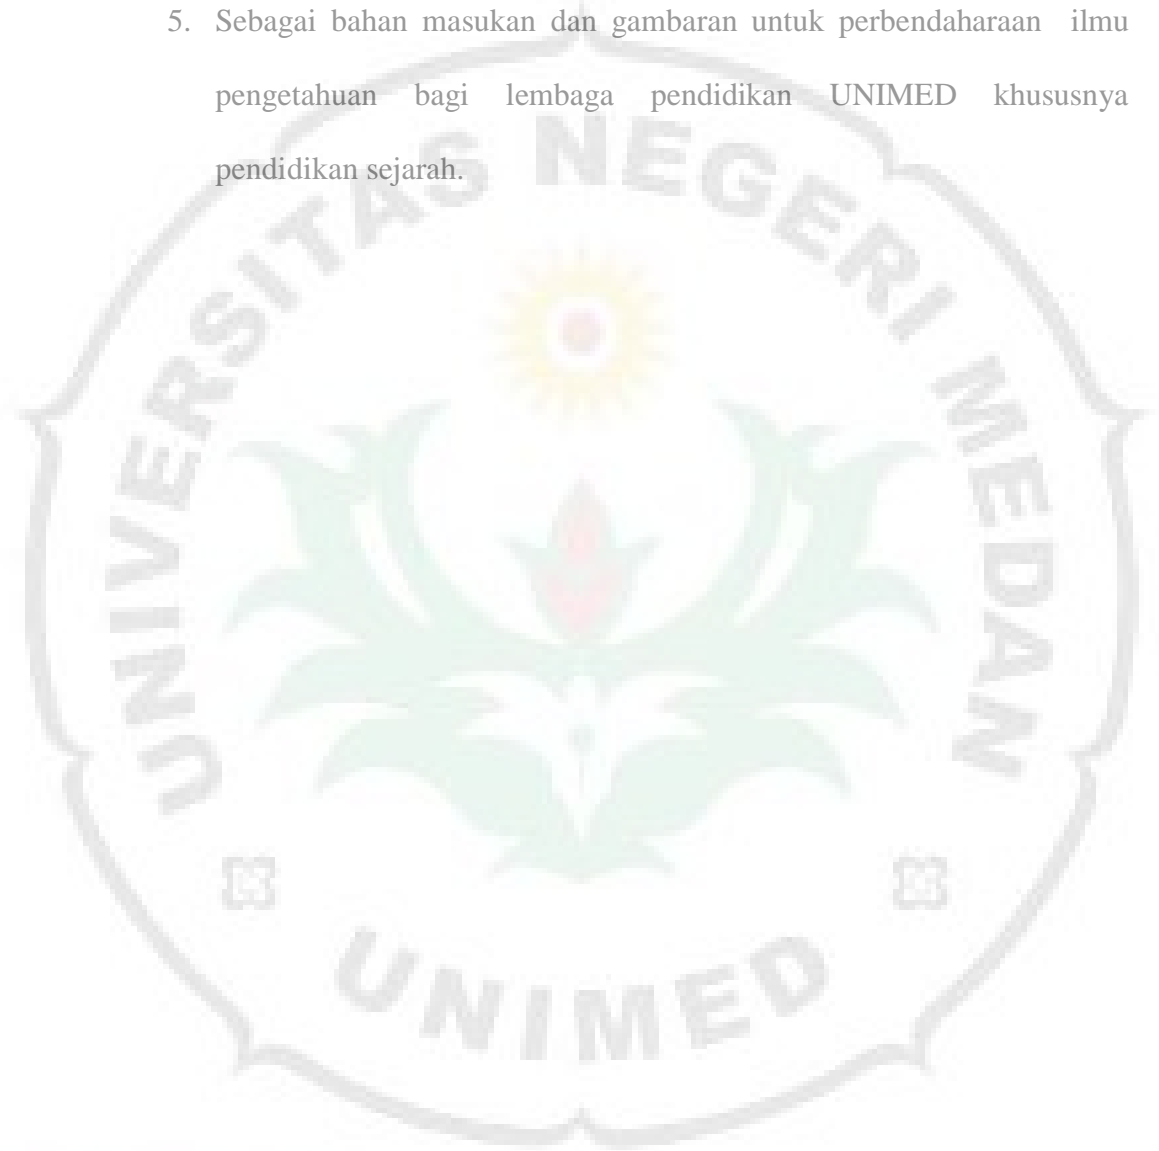 5. Sebagai bahan masukan dan gambaran untuk perbendaharaan ilmu
pengetahuan bagi lembaga pendidikan UNIMED khususnya
pendidikan sejarah.
UNIVERSITAS NEGERI MEDAN
UNIMED